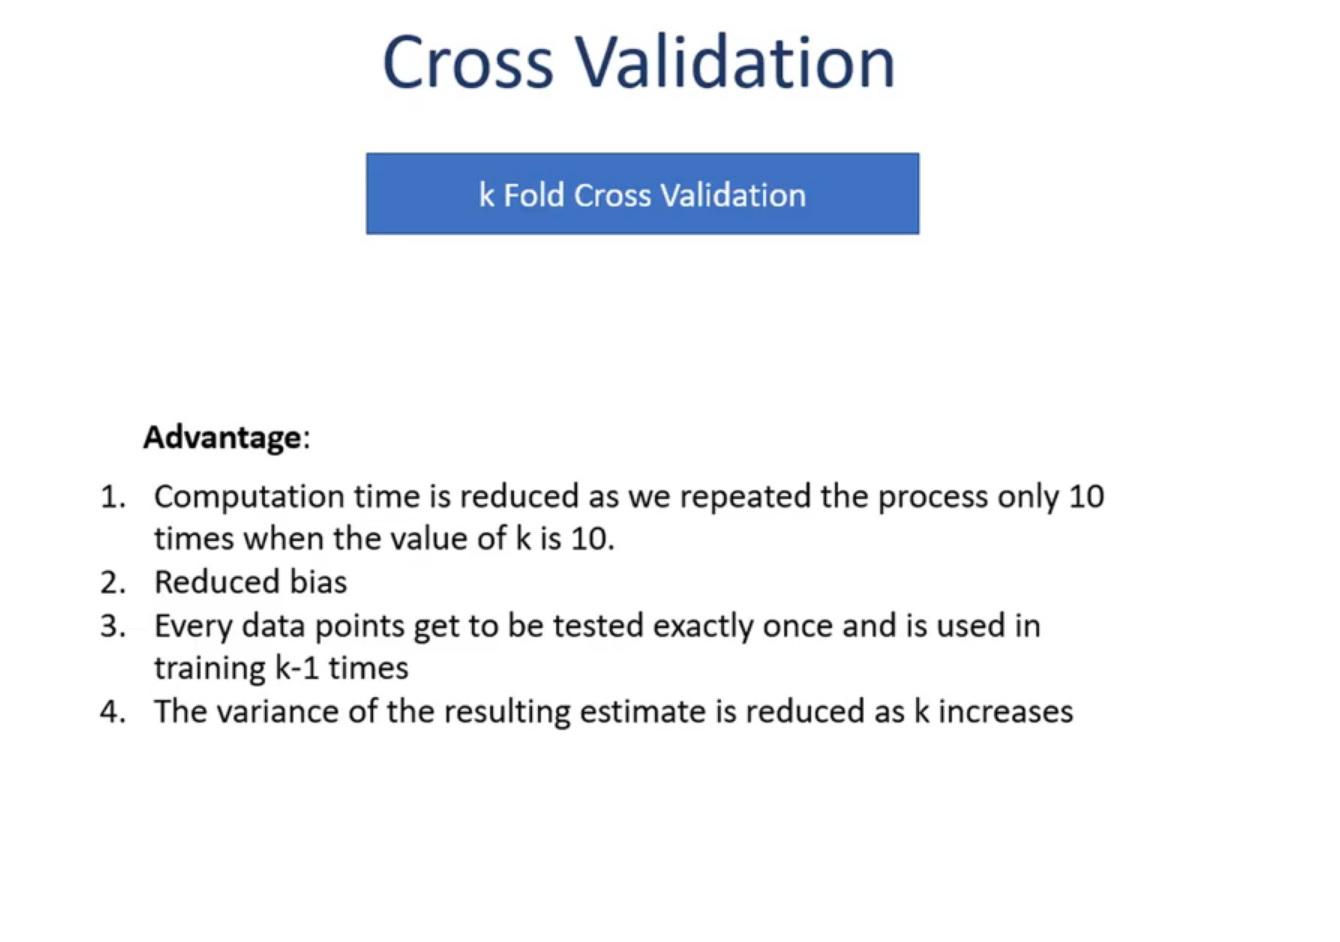 Cross Validation
k Fold Cross Validation
Advantage:
1. Computation time is reduced as we repeated the process only 10
times when the value of k is 10.
2. Reduced bias
3. Every data points get to be tested exactly once and is used in
training k-1 times
4. The variance of the resulting estimate is reduced as k increases